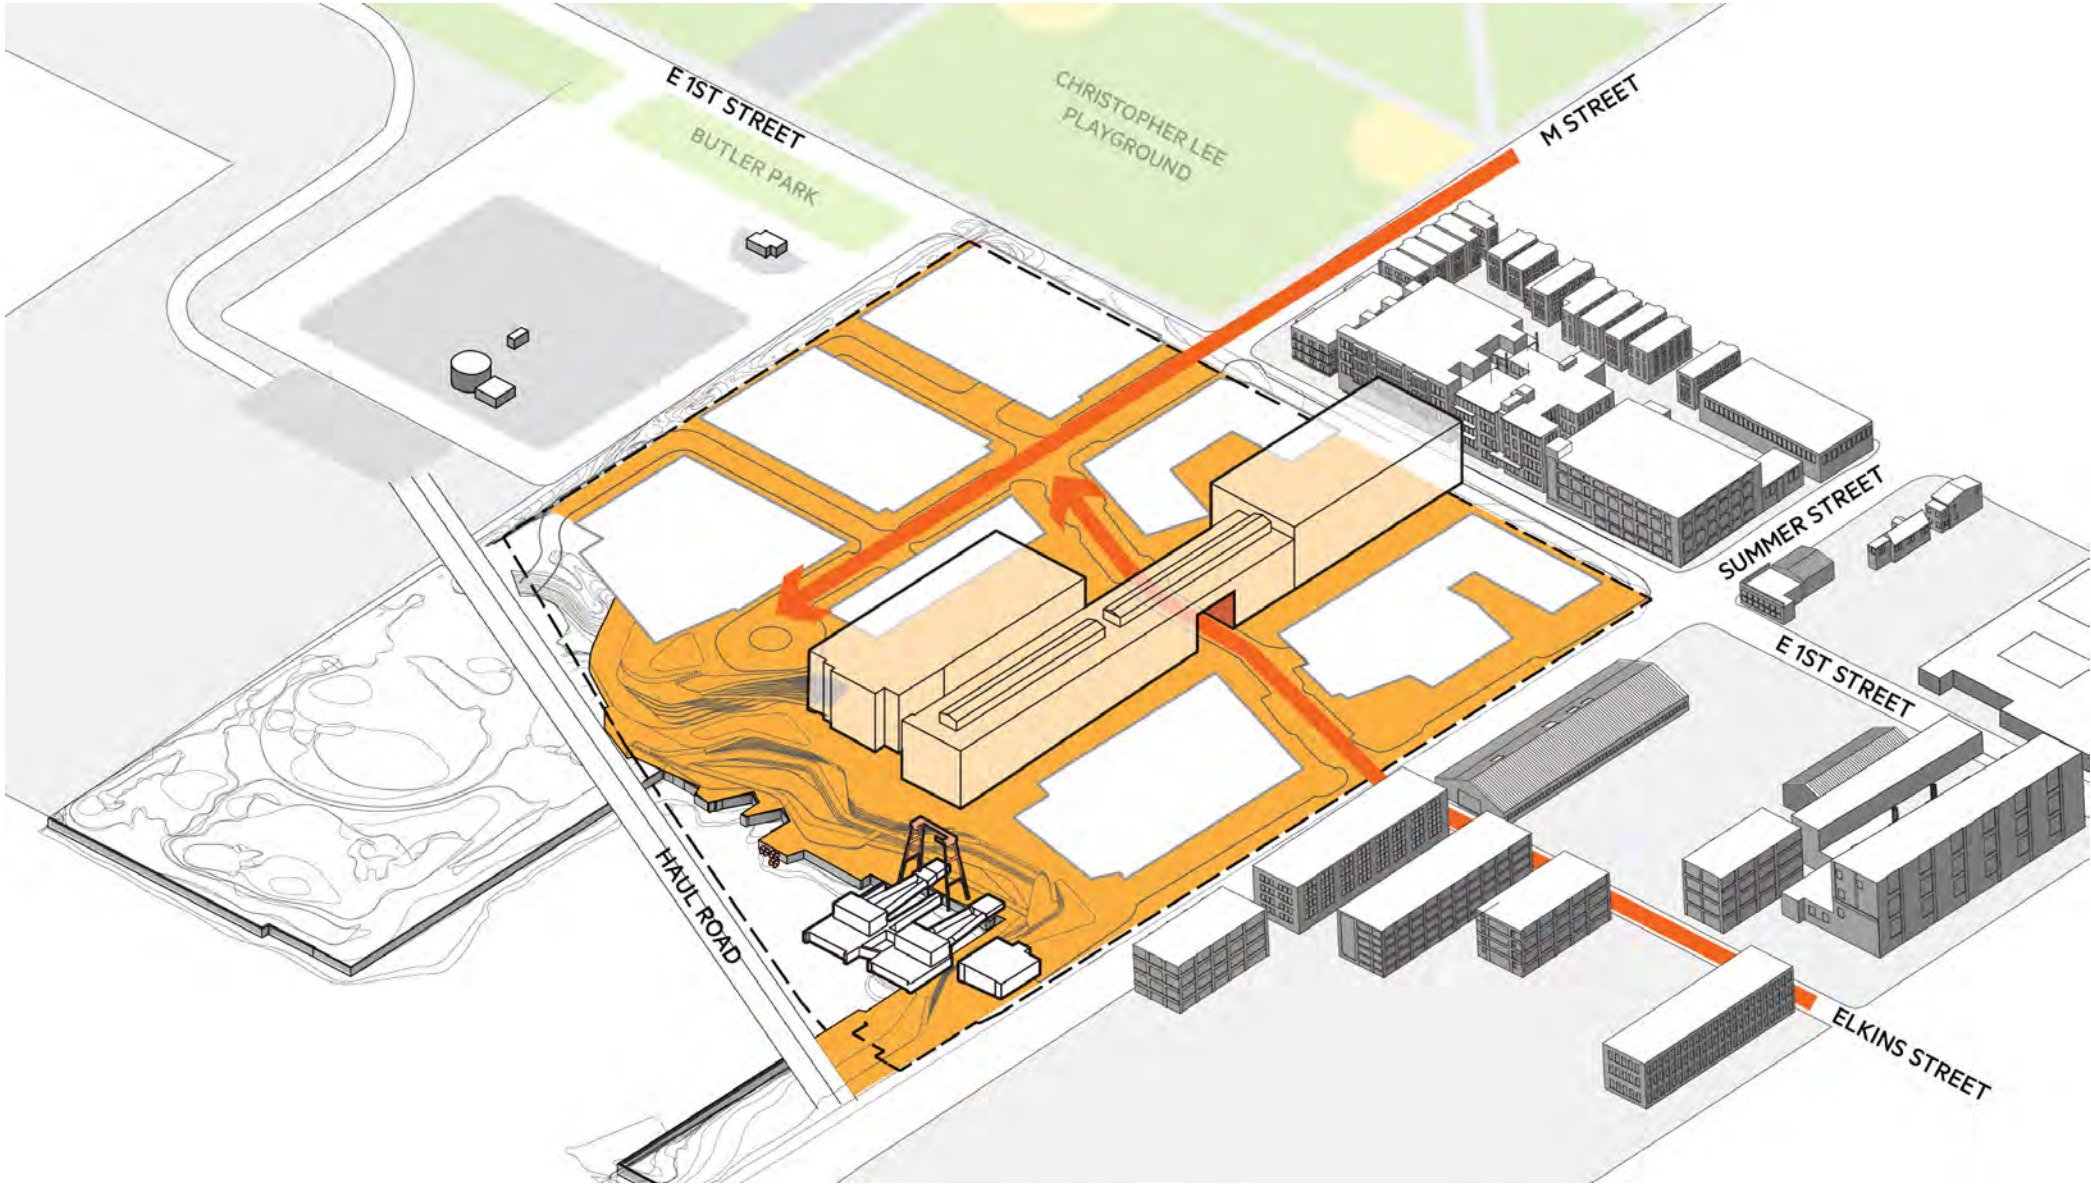 E 1ST STREET
BUTLER PARK
CHRISTOPHER LEE
PLAYGROUND
M STREET
SUMMER STREET
E 1ST STREET
HAUL ROAD
ELKINS STREET